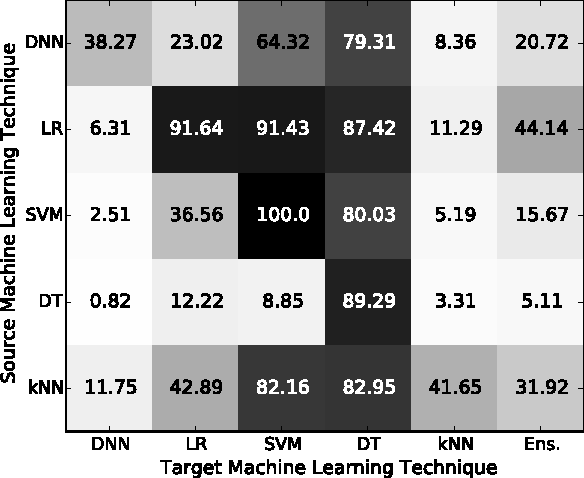 Source Machine Learning Technique
DNN 38.27 23.02 64.32 79.31 8.36 20.72
LR 6.31 91.64 91.43 87.42 11.29 44.14
SVM 2.51 36.56 100.0 80.03 5.19 15.67
DT 0.82 12.22 8.85 89.29 3.31 5.11
kNN 11.75 42.89 82.16 82.95 41.65 31.92
DNN LR SVM DT kNN Ens.
Target Machine Learning Technique